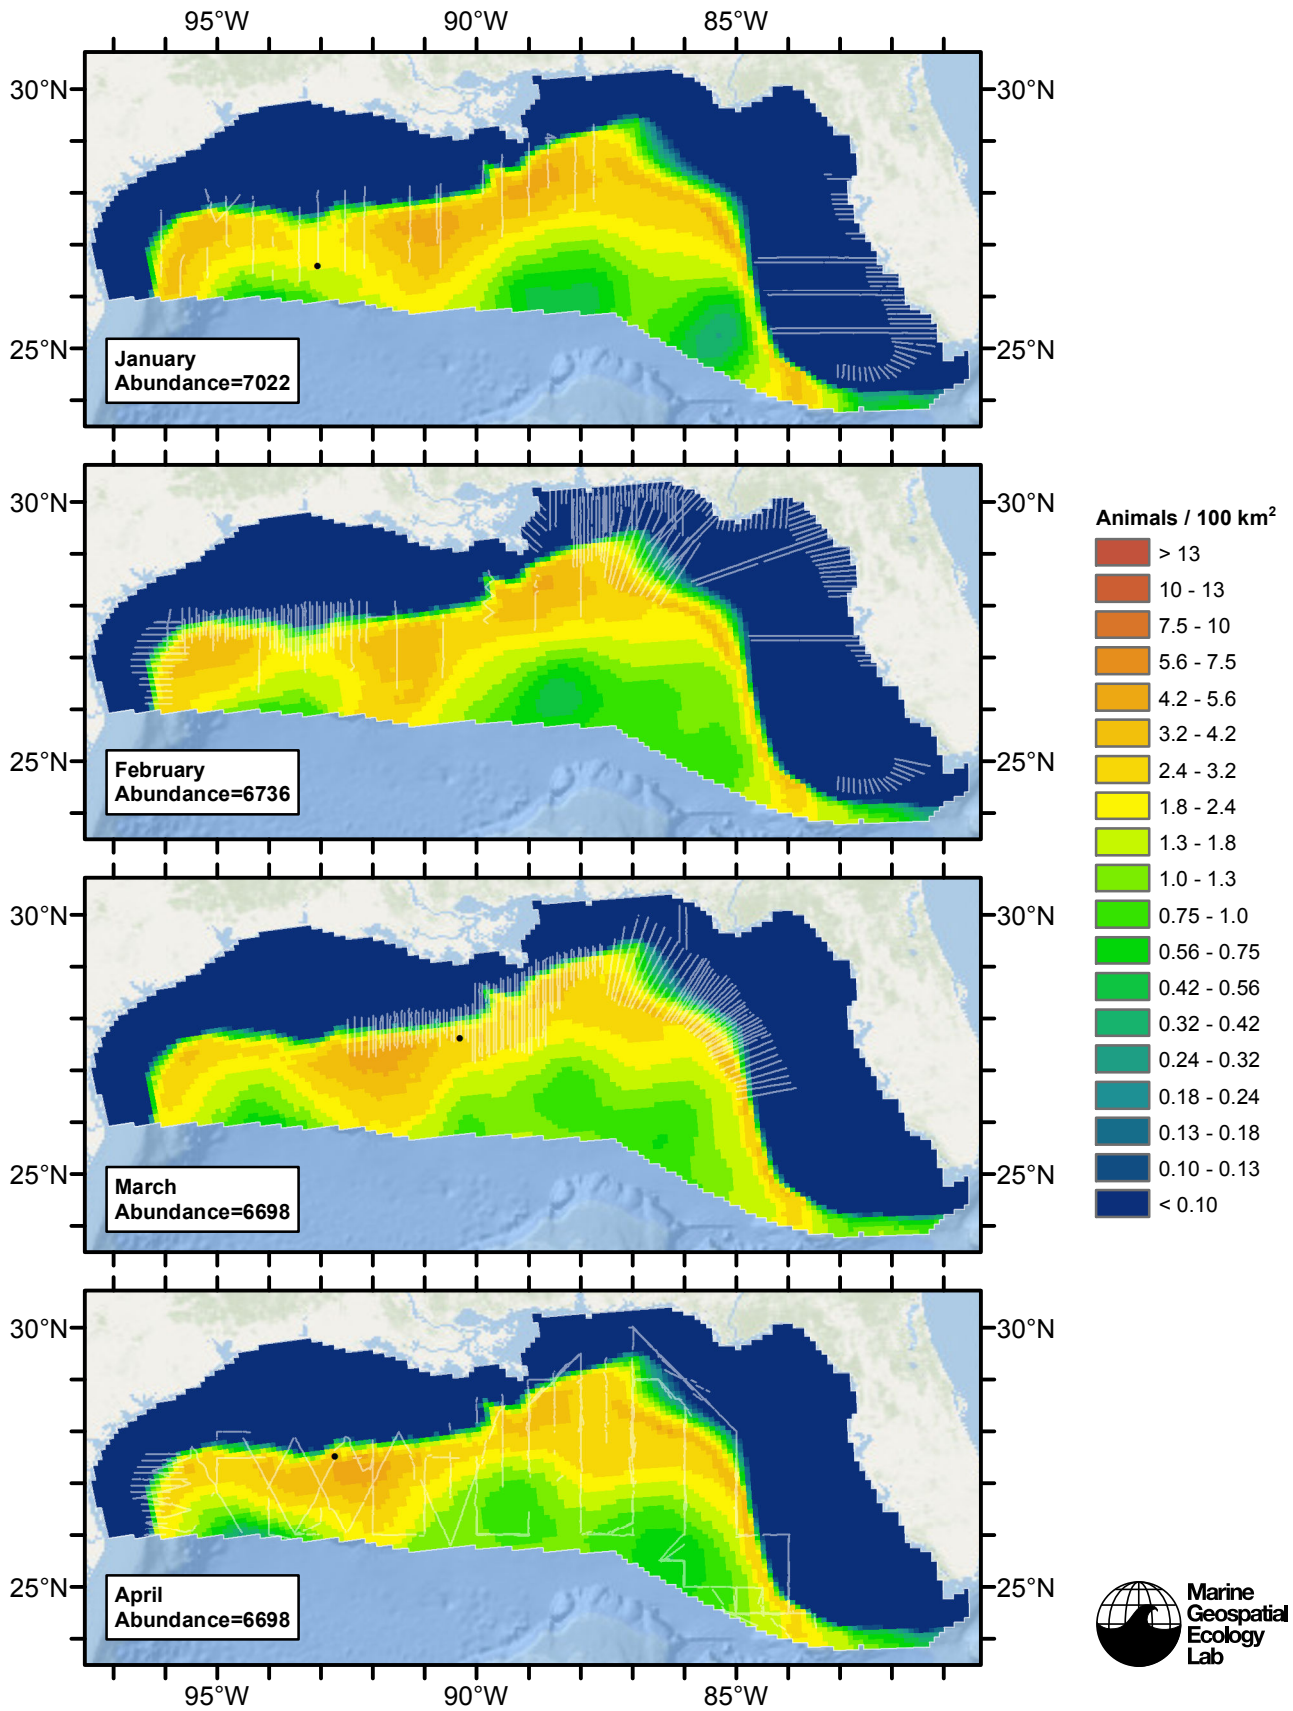 95°W 90°W 85°W
30°N 30°N
25°N 25°N
January
Abundance=7022
30°N
25°N 25°N
February
Abundance=6736
Animals / 100 km²
> 13
10 - 13
7.5 - 10
5.6 - 7.5
4.2 - 5.6
3.2 - 4.2
2.4 - 3.2
1.8 - 2.4
1.3 - 1.8
1.0 - 1.3
0.75 - 1.0
0.56 - 0.75
0.42 - 0.56
0.32 - 0.42
0.24 - 0.32
0.18 - 0.24
0.13 - 0.18
0.10 - 0.13
< 0.10
30°N 30°N
25°N 25°N
March
Abundance=6698
30°N 30°N
25°N 25°N
April
Abundance=6698
95°W 90°W 85°W
Marine
Geospatial
Ecology
Lab